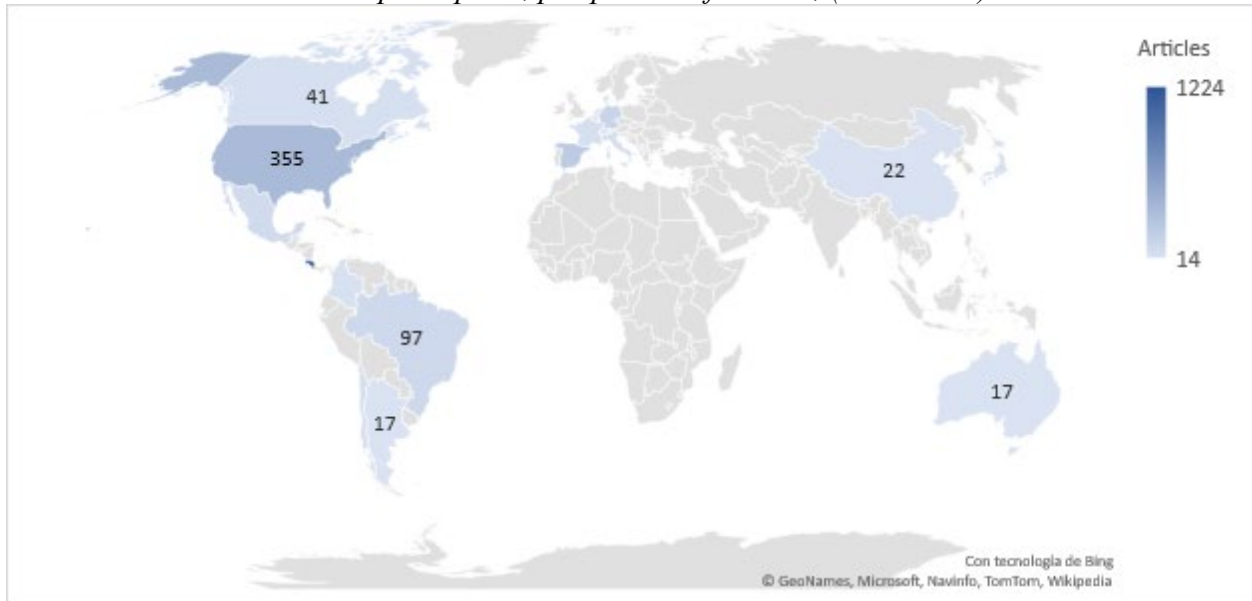 Articles
1224
41
355
22
14
97
17
17
Con tecnología de Bing
© GeoNames, Microsoft, Navinfo, TomTom, Wikipedia